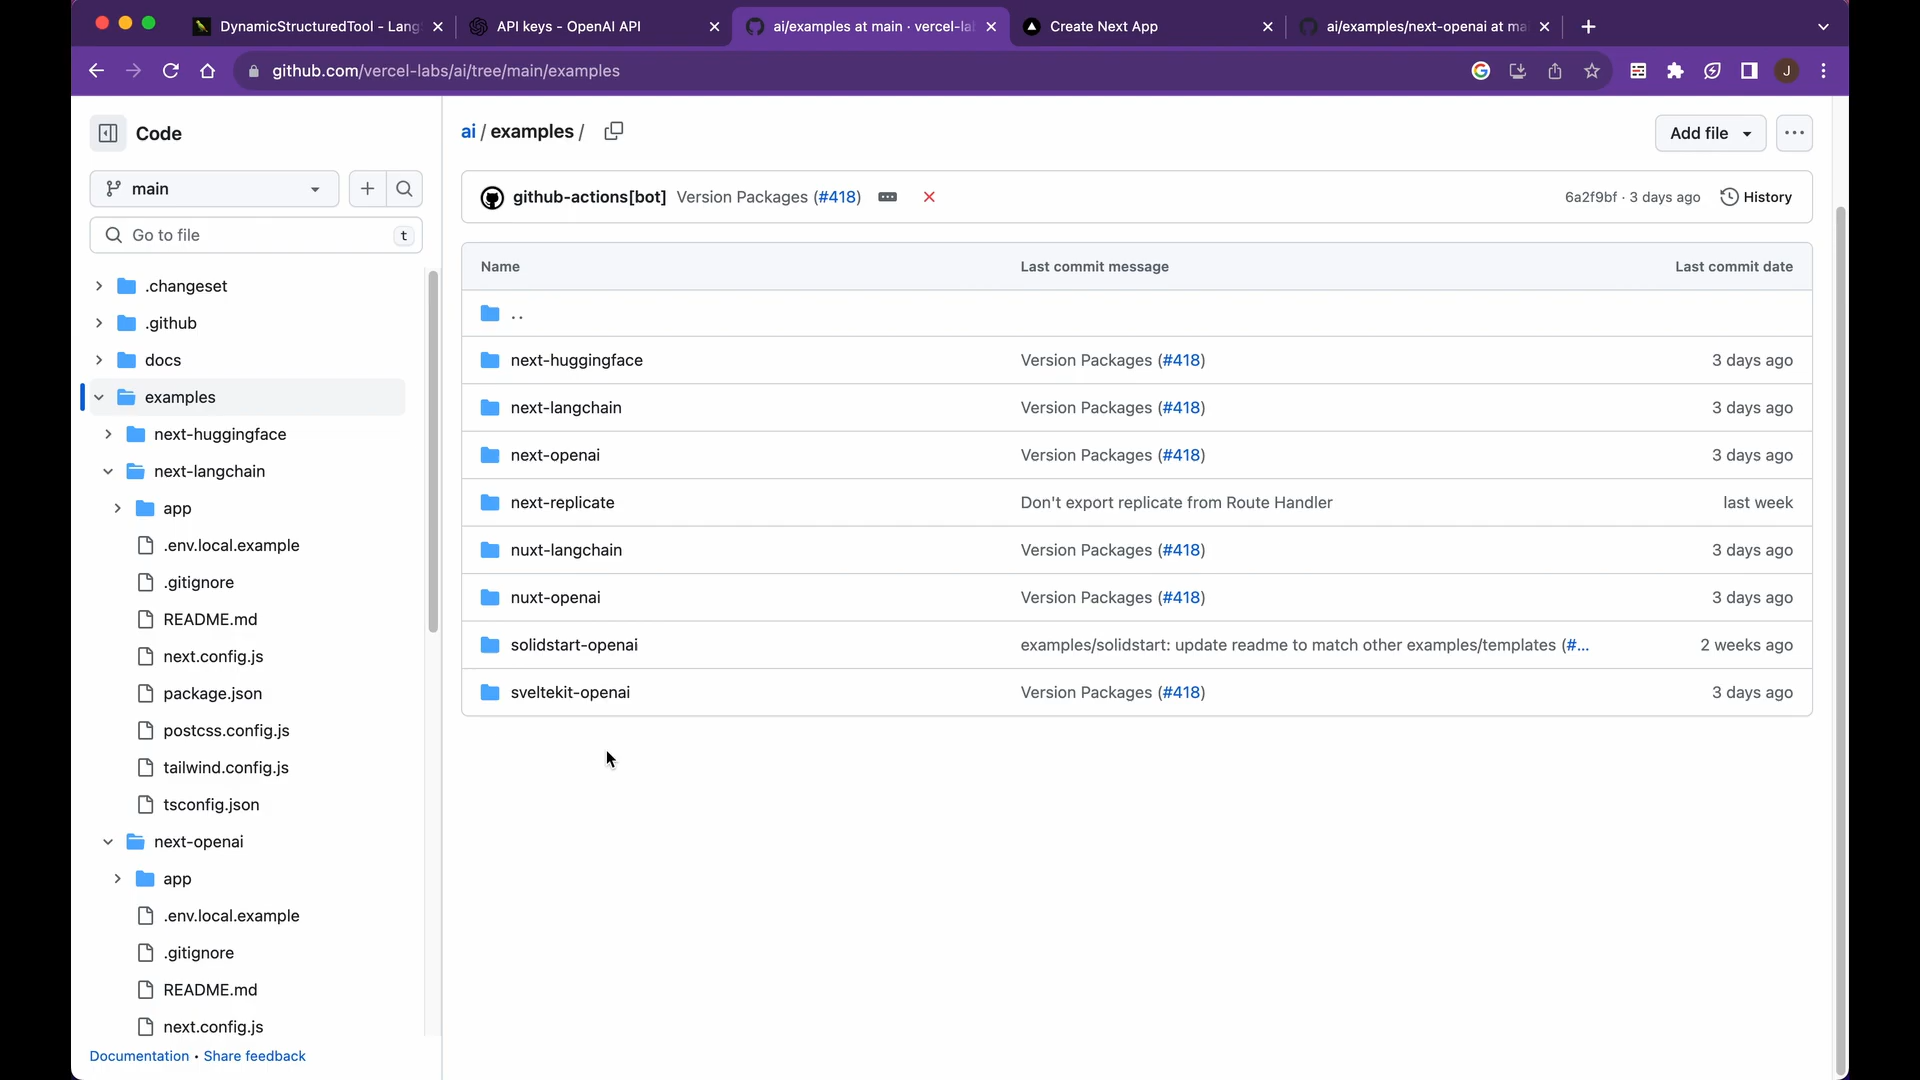 DynamicStructuredTool - Lang
API keys - OpenAI API
ai/examples at main · vercel-la
Create Next App
ai/examples/next-openai at ma
github.com/vercel-labs/ai/tree/main/examples
J
Code
main
Go to file
t
.changeset
.github
docs
examples
next-huggingface
next-langchain
app
.env.local.example
.gitignore
README.md
next.config.js
package.json
postcss.config.js
tailwind.config.js
tsconfig.json
next-openai
app
.env.local.example
.gitignore
README.md
next.config.js
Documentation • Share feedback
ai / examples /
Add file
github-actions[bot] Version Packages (#418)
6a2f9bf · 3 days ago
History
Name Last commit message Last commit date
..
next-huggingface Version Packages (#418) 3 days ago
next-langchain Version Packages (#418) 3 days ago
next-openai Version Packages (#418) 3 days ago
next-replicate Don't export replicate from Route Handler last week
nuxt-langchain Version Packages (#418) 3 days ago
nuxt-openai Version Packages (#418) 3 days ago
solidstart-openai examples/solidstart: update readme to match other examples/templates (#... 2 weeks ago
sveltekit-openai Version Packages (#418) 3 days ago